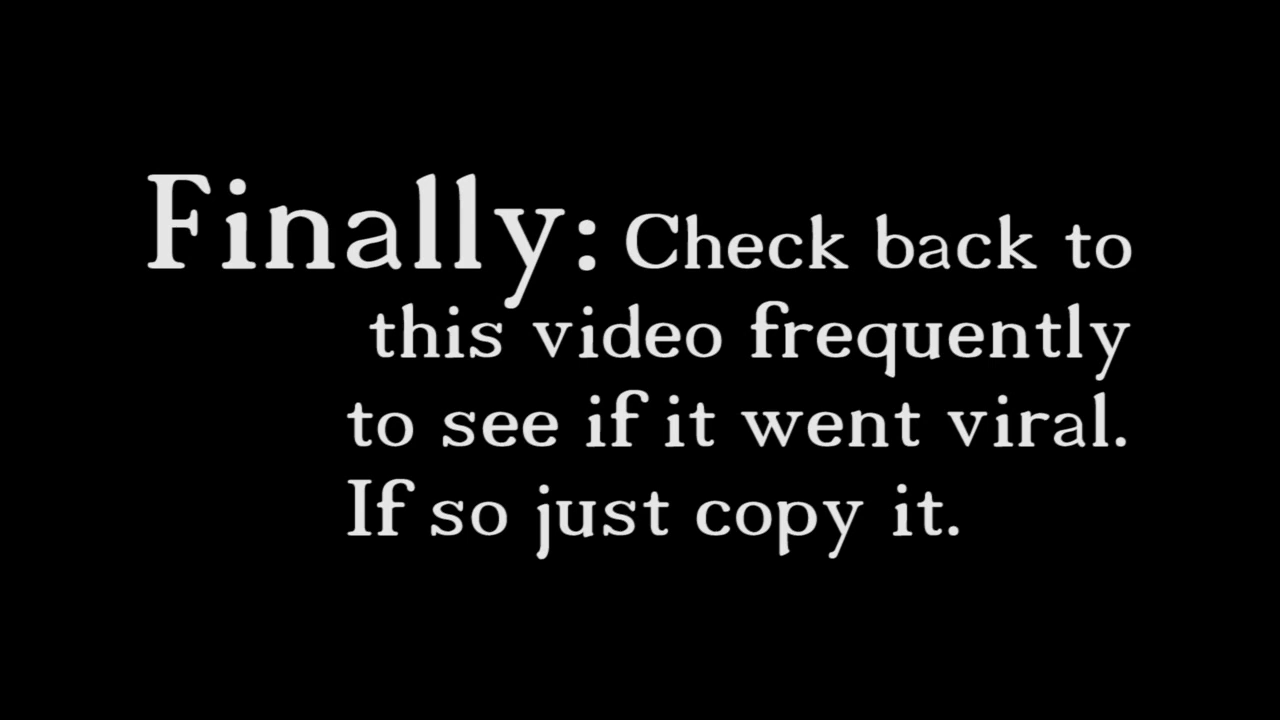 Finally: Check back to
this video frequently
to see if it went viral.
If so just copy it.